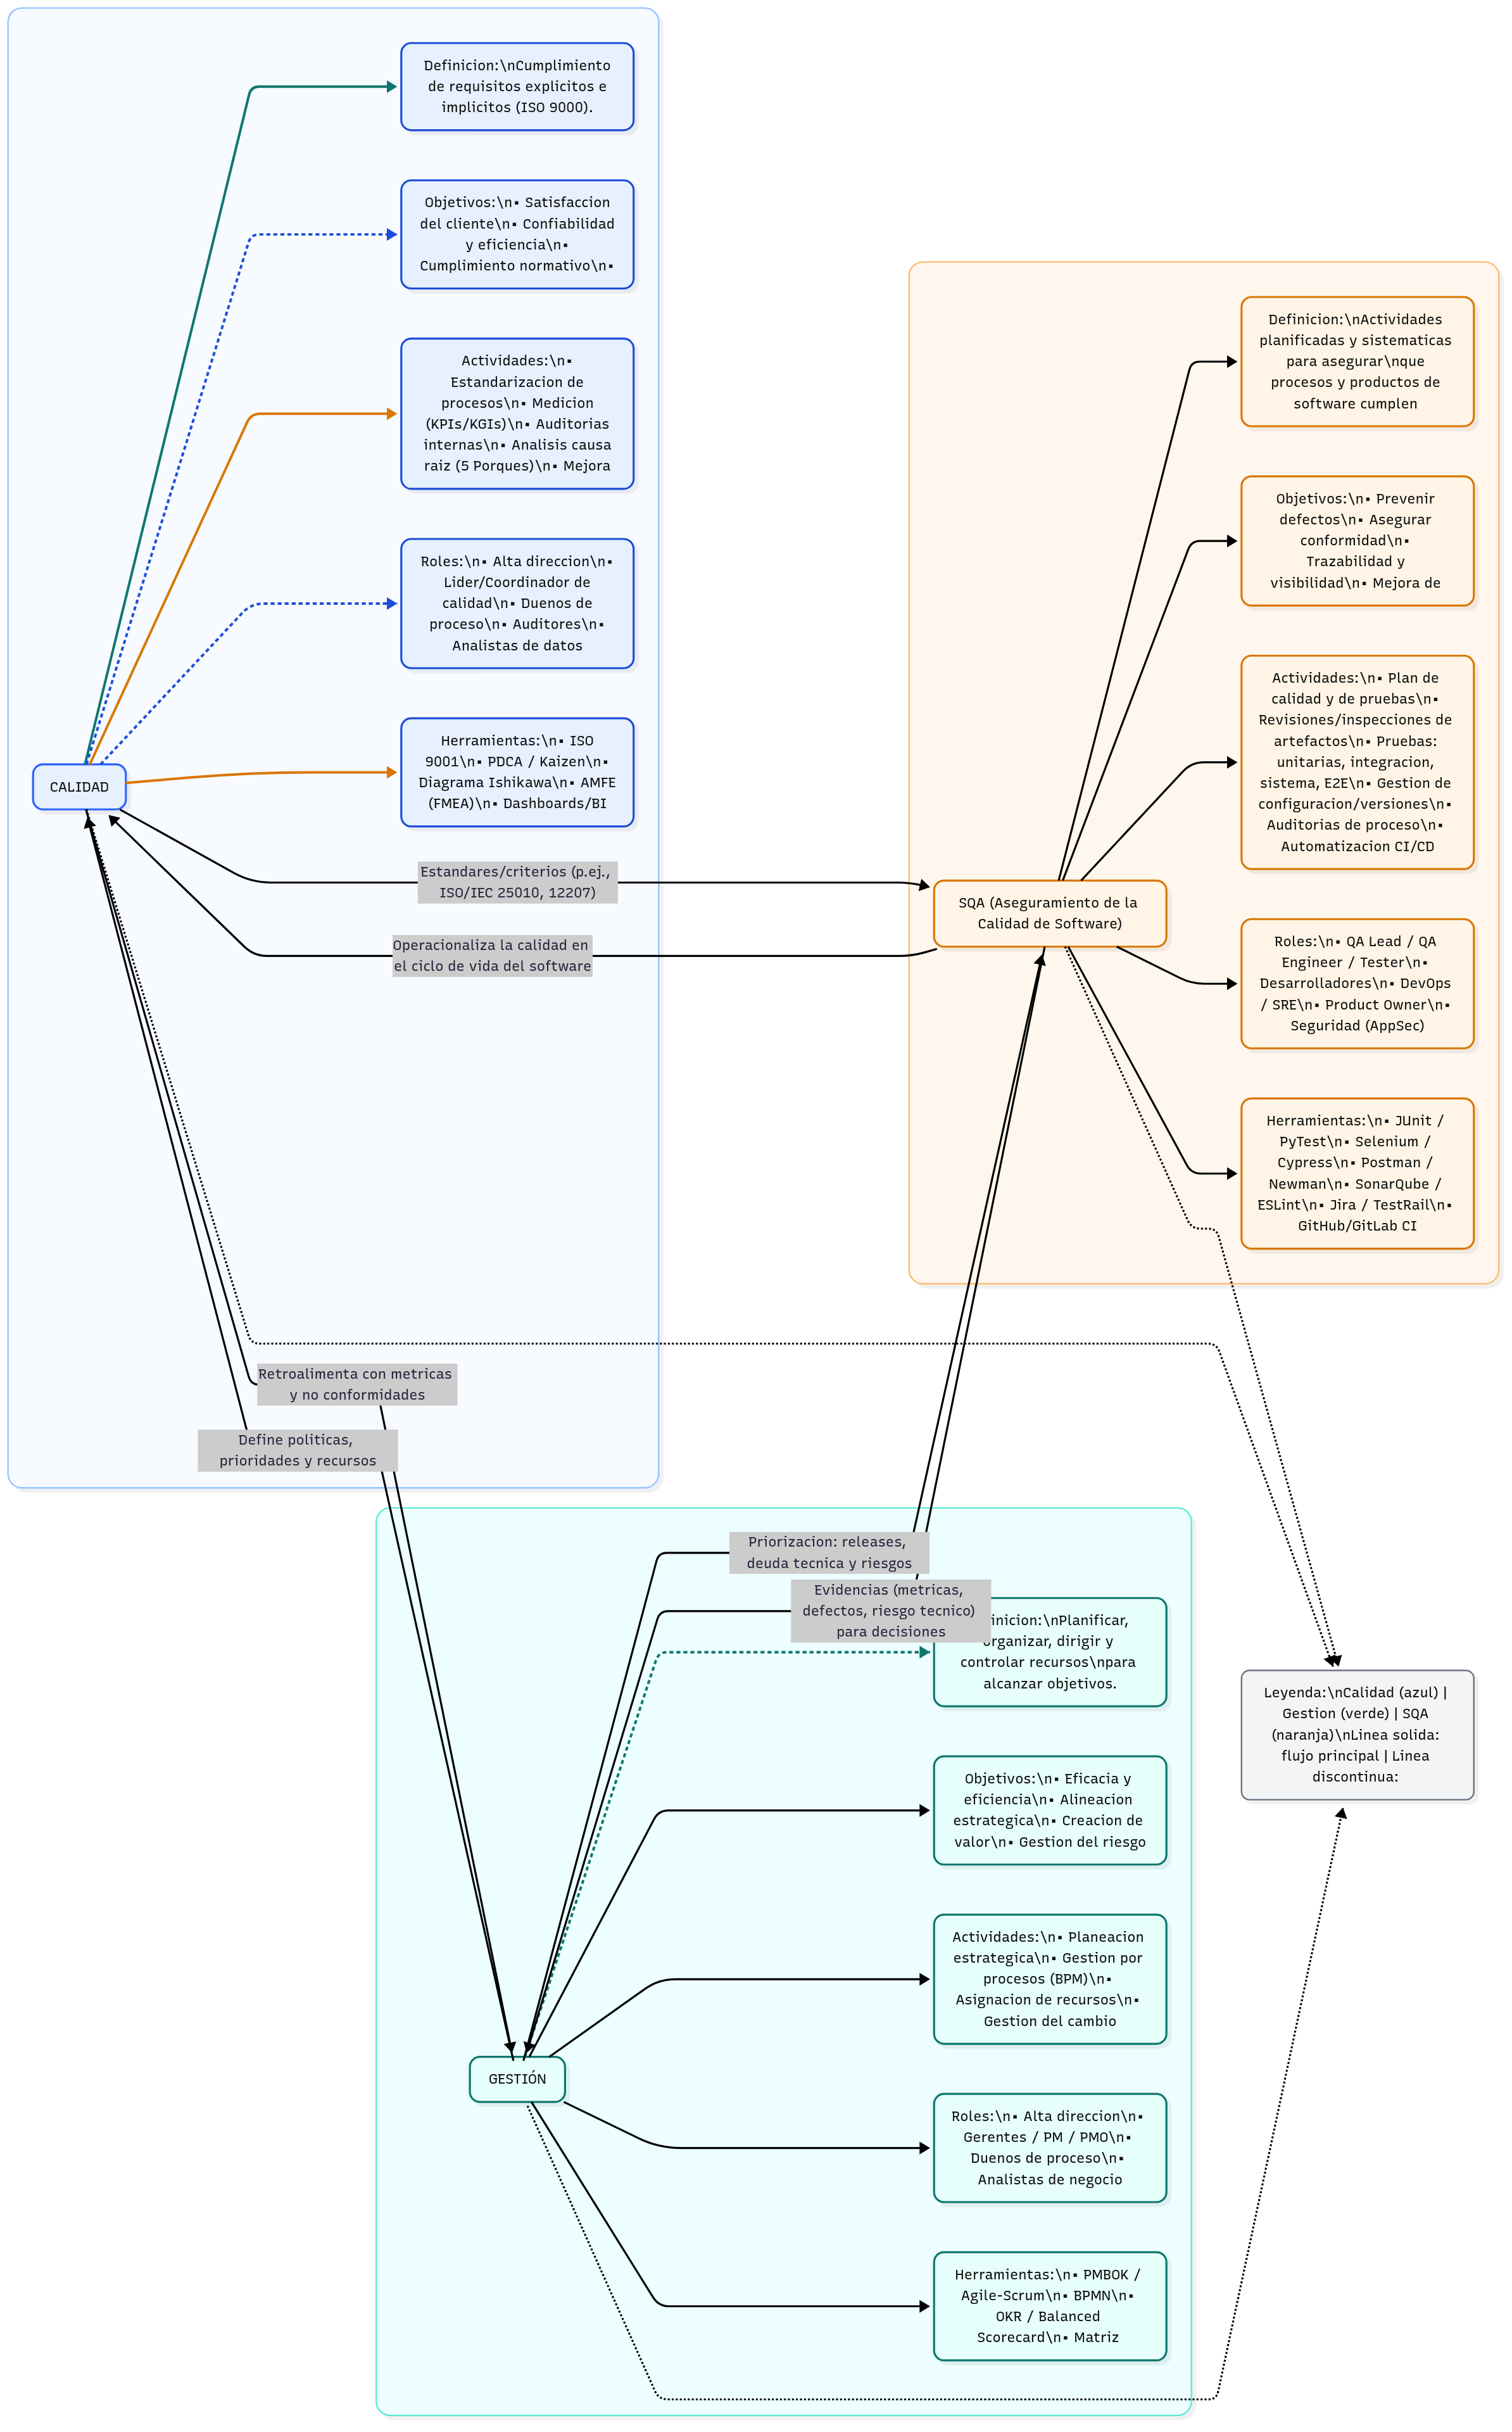 Definicion:\nCumplimiento
de requisitos explicitos e
implicitos (ISO 9000).
Objetivos:\n▪ Satisfaccion
del cliente\n▪ Confiabilidad
y eficiencia\n▪
Cumplimiento normativo\n▪
Actividades:\n▪
Estandarizacion de
procesos\n▪ Medicion
(KPIs/KGIs)\n▪ Auditorias
internas\n▪ Analisis causa
raiz (5 Porques)\n▪ Mejora
Roles:\n▪ Alta direccion\n▪
Lider/Coordinador de
calidad\n▪ Duenos de
proceso\n▪ Auditores\n▪
Analistas de datos
Herramientas:\n▪ ISO
9001\n▪ PDCA / Kaizen\n▪
Diagrama Ishikawa\n▪ AMFE
(FMEA)\n▪ Dashboards/BI
CALIDAD
Estandares/criterios (p.ej.,
ISO/IEC 25010, 12207)
Operacionaliza la calidad en
el ciclo de vida del software
Definicion:\nActividades
planificadas y sistematicas
para asegurar\nque
procesos y productos de
software cumplen
Objetivos:\n▪ Prevenir
defectos\n▪ Asegurar
conformidad\n▪
Trazabilidad y
visibilidad\n▪ Mejora de
Actividades:\n▪ Plan de
calidad y de pruebas\n▪
Revisiones/inspecciones de
artefactos\n▪ Pruebas:
unitarias, integracion,
sistema, E2E\n▪ Gestion de
configuracion/versiones\n▪
Auditorias de proceso\n▪
Automatizacion CI/CD
SQA (Aseguramiento de la
Calidad de Software)
Roles:\n▪ QA Lead / QA
Engineer / Tester\n▪
Desarrolladores\n▪ DevOps
/ SRE\n▪ Product Owner\n▪
Seguridad (AppSec)
Herramientas:\n▪ JUnit /
PyTest\n▪ Selenium /
Cypress\n▪ Postman /
Newman\n▪ SonarQube /
ESLint\n▪ Jira / TestRail\n▪
GitHub/GitLab CI
Retroalimenta con metricas
y no conformidades
Define politicas,
prioridades y recursos
Priorizacion: releases,
deuda tecnica y riesgos
Evidencias (metricas,
defectos, riesgo tecnico)
para decisiones
inicion:\nPlanificar,
organizar, dirigir y
controlar recursos\npara
alcanzar objetivos.
Objetivos:\n▪ Eficacia y
eficiencia\n▪ Alineacion
estrategica\n▪ Creacion de
valor\n▪ Gestion del riesgo
Actividades:\n▪ Planeacion
estrategica\n▪ Gestion por
procesos (BPM)\n▪
Asignacion de recursos\n▪
Gestion del cambio
GESTIÓN
Roles:\n▪ Alta direccion\n▪
Gerentes / PM / PMO\n▪
Duenos de proceso\n▪
Analistas de negocio
Herramientas:\n▪ PMBOK /
Agile-Scrum\n▪ BPMN\n▪
OKR / Balanced
Scorecard\n▪ Matriz
Leyenda:\nCalidad (azul) |
Gestion (verde) | SQA
(naranja)\nLinea solida:
flujo principal | Linea
discontinua: